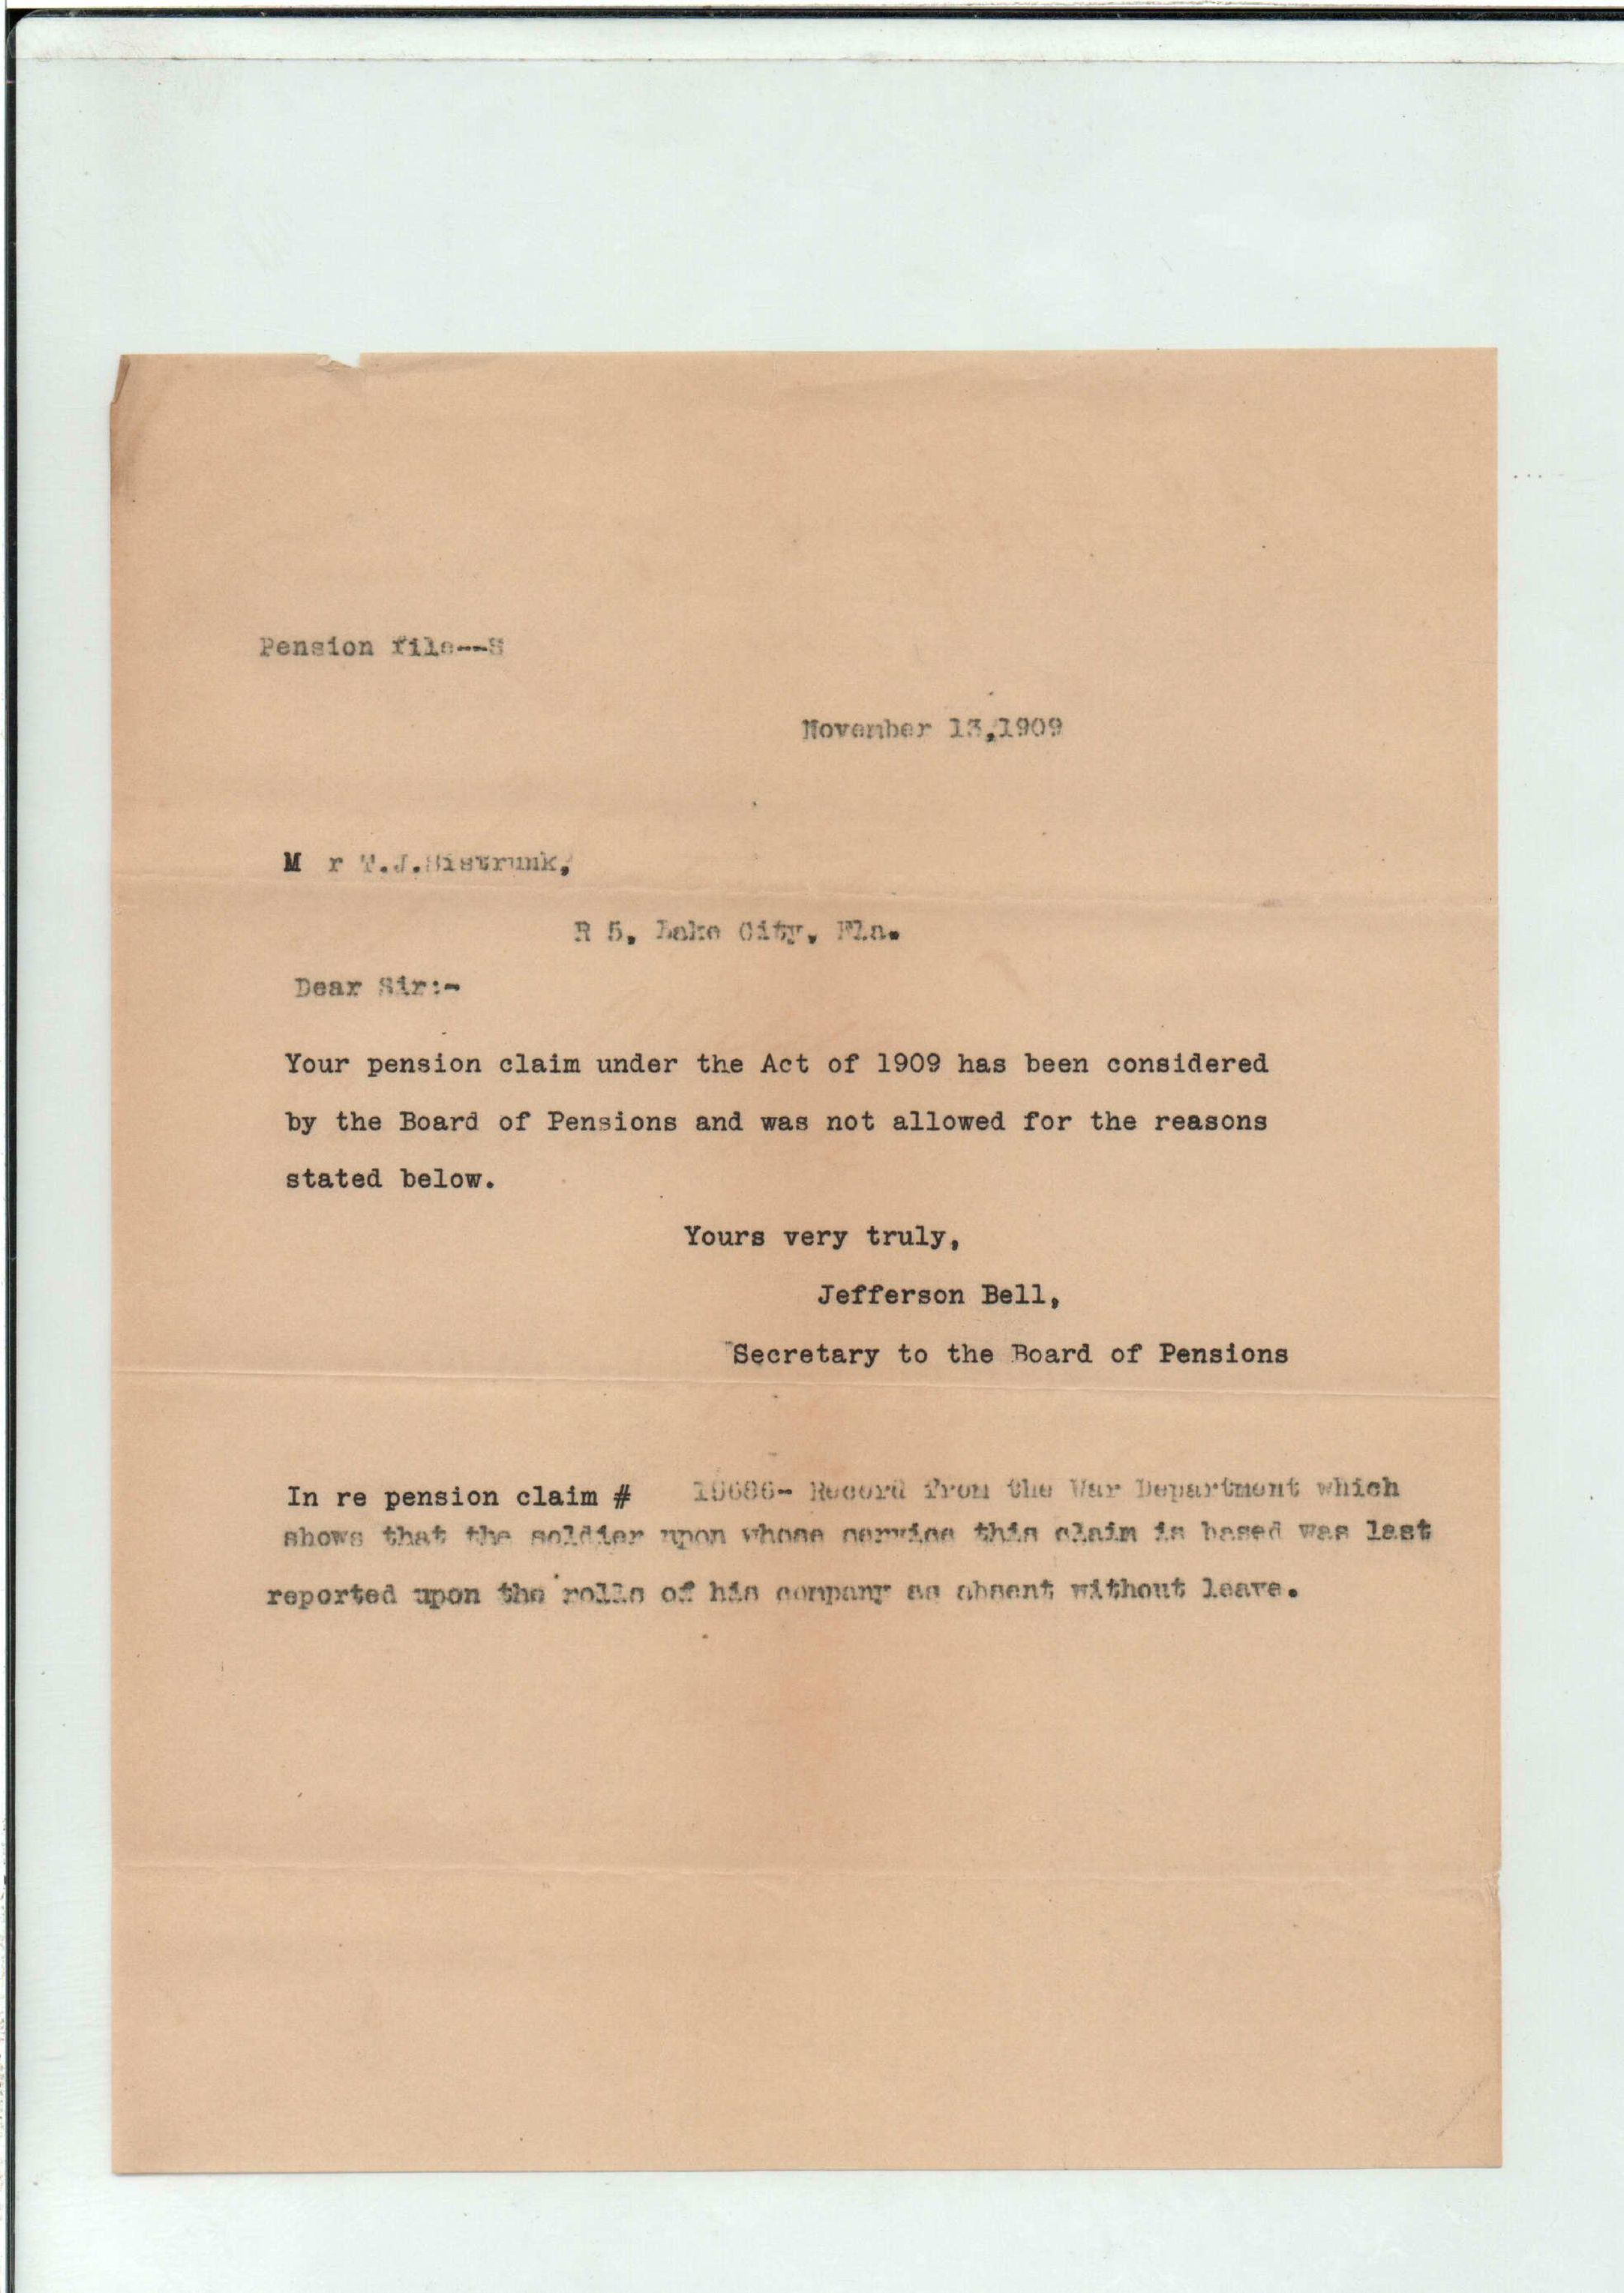 Pension file--S
November 13,1909
M r T.J.Sistrunk,
R 5, Lake City, Fla.
Dear Sir:-
Your pension claim under the Act of 1909 has been considered
by the Board of Pensions and was not allowed for the reasons
stated below.
Yours very truly,
Jefferson Bell,
Secretary to the Board of Pensions
In re pension claim # Record from the War Department which
shows that the soldier upon whose service this claim is based was last
reported upon the rolls of his company as absent without leave.